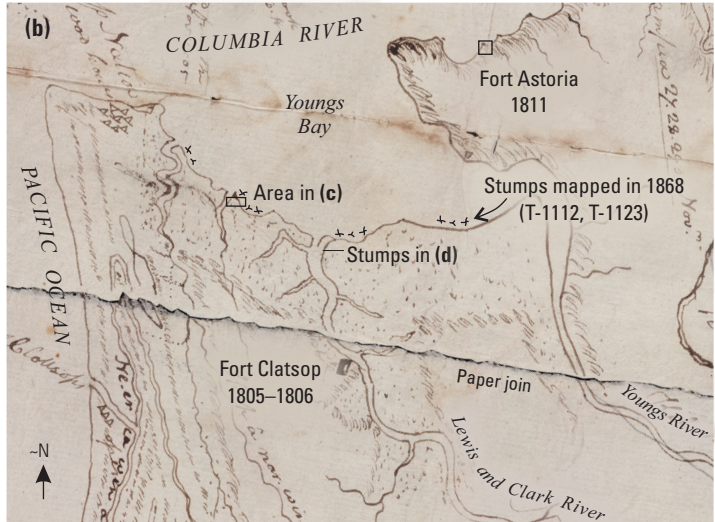 (b)
COLUMBIA RIVER
Fort Astoria
1811
Youngs
Bay
PACIFIC OCEAN
Area in (c)
Stumps mapped in 1868
(T-1112, T-1123)
Stumps in (d)
Fort Clatsop
1805–1806
Paper join
Youngs River
Lewis and Clark River
~N